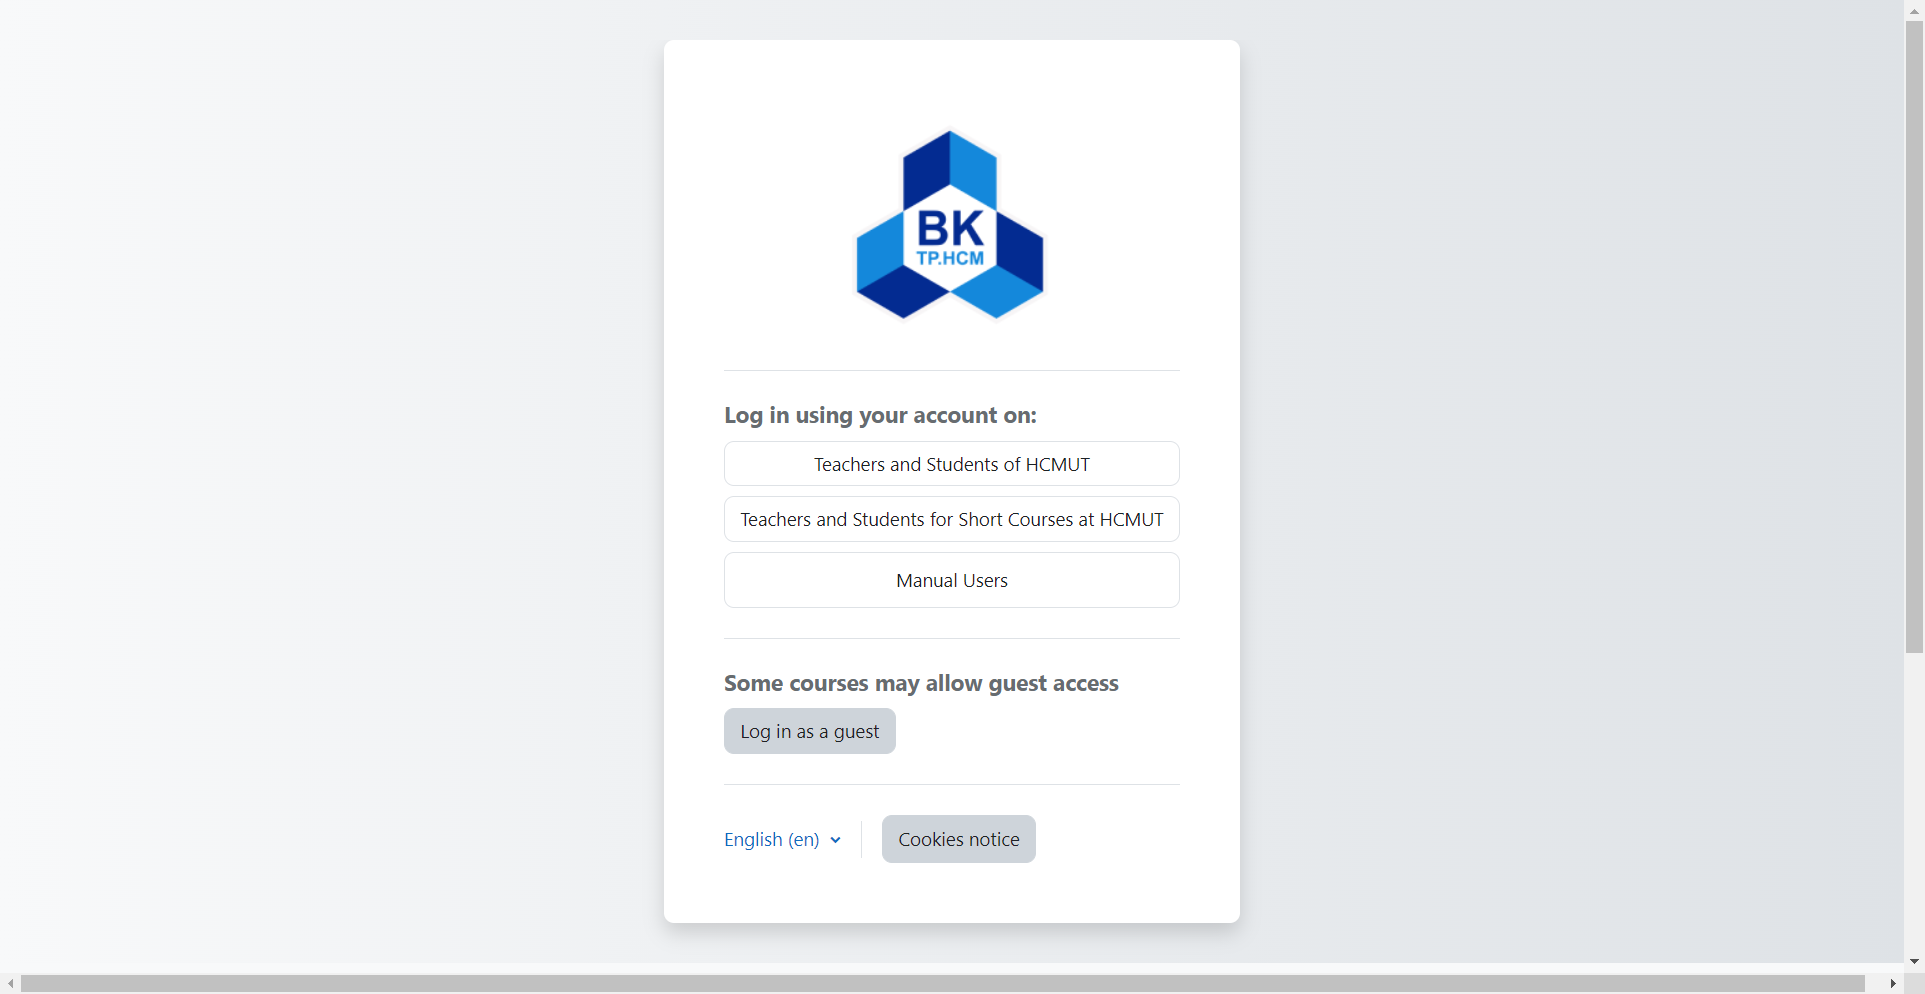 BK
TP.HCM
Log in using your account on:
Teachers and Students of HCMUT
Teachers and Students for Short Courses at HCMUT
Manual Users
Some courses may allow guest access
Log in as a guest
English (en)
Cookies notice